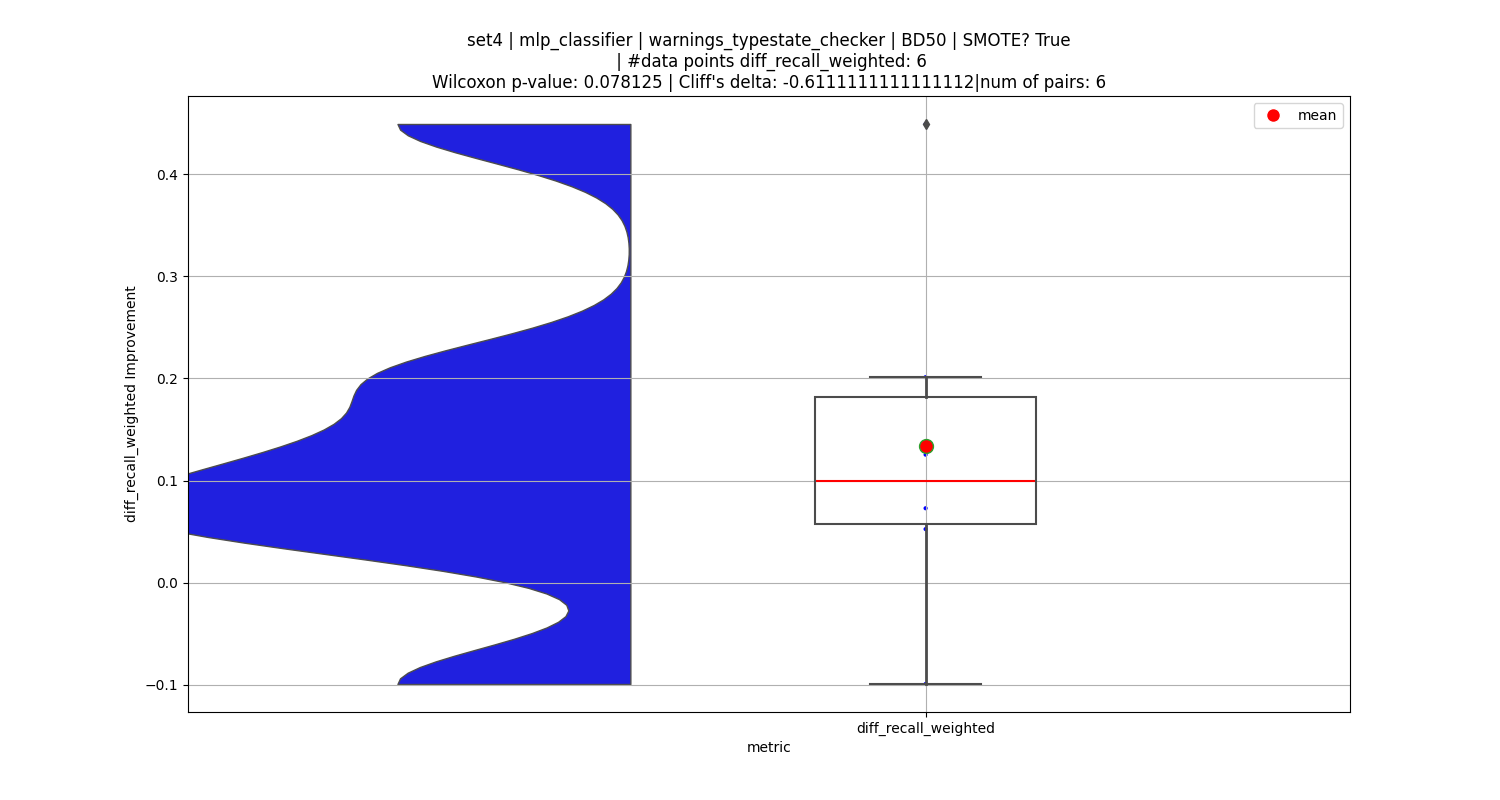 set4 | mlp_classifier | warnings_typestate_checker | BD50 | SMOTE? True
| #data points diff_recall_weighted: 6
Wilcoxon p-value: 0.078125 | Cliff's delta: -0.6111111111111112|num of pairs: 6
mean
0.4
0.3
0.2
0.1
0.0
−0.1
diff_recall_weighted Improvement
diff_recall_weighted
metric